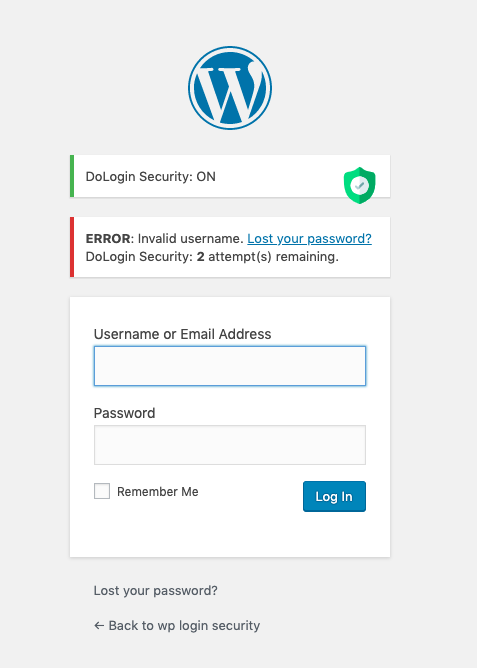 DoLogin Security: ON
ERROR: Invalid username. Lost your password?
DoLogin Security: 2 attempt(s) remaining.
Username or Email Address
Password
Remember Me
Log In
Lost your password?
← Back to wp login security